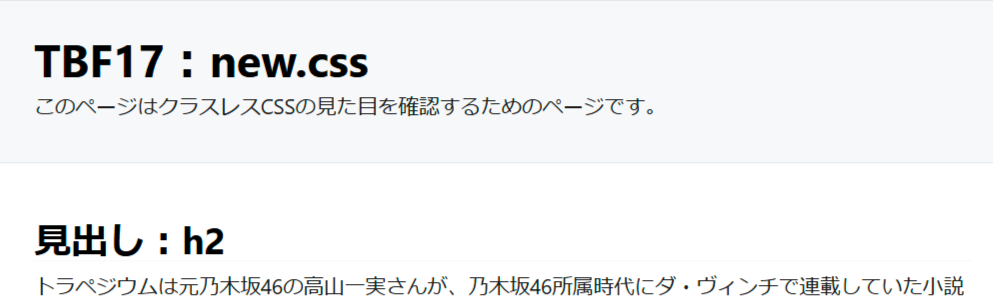 TBF17：new.css
このページはクラスレスCSSの見た目を確認するためのページです。
見出し：h2
トラペジウムは元乃木坂46の高山一実さんが、乃木坂46所属時代にダ・ヴィンチで連載していた小説